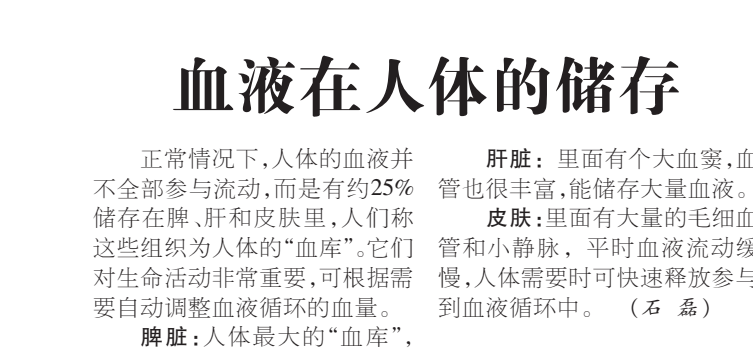 血液在人体的储存
正常情况下,人体的血液并
不全部参与流动,而是有约25%
储存在脾、肝和皮肤里,人们称
这些组织为人体的“血库”。它们
对生命活动非常重要,可根据需
要自动调整血液循环的血量。
脾脏:人体最大的“血库”,
肝脏:里面有个大血窦,血
管也很丰富,能储存大量血液。
皮肤:里面有大量的毛细血
管和小静脉,平时血液流动缓
慢,人体需要时可快速释放参与
到血液循环中。 (石 磊)